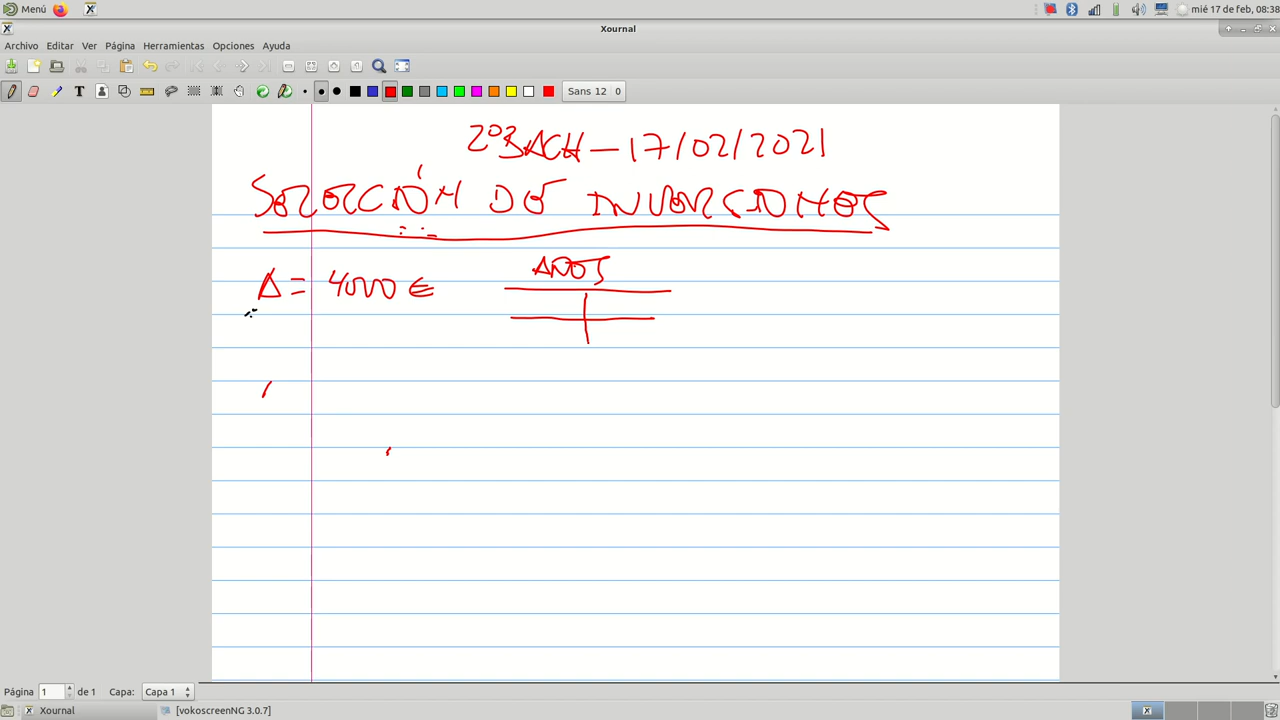 Menú
mié 17 de feb, 08:38
Xournal
Archivo Editar Ver Página Herramientas Opciones Ayuda
Sans 12
2º BACH - 17/02/2021
SELECCIÓN DE INVERSIONES
A = 4000 €
AÑOS
Página 1 de 1 Capa: Capa 1
Xournal
[vokoscreenNG 3.0.7]